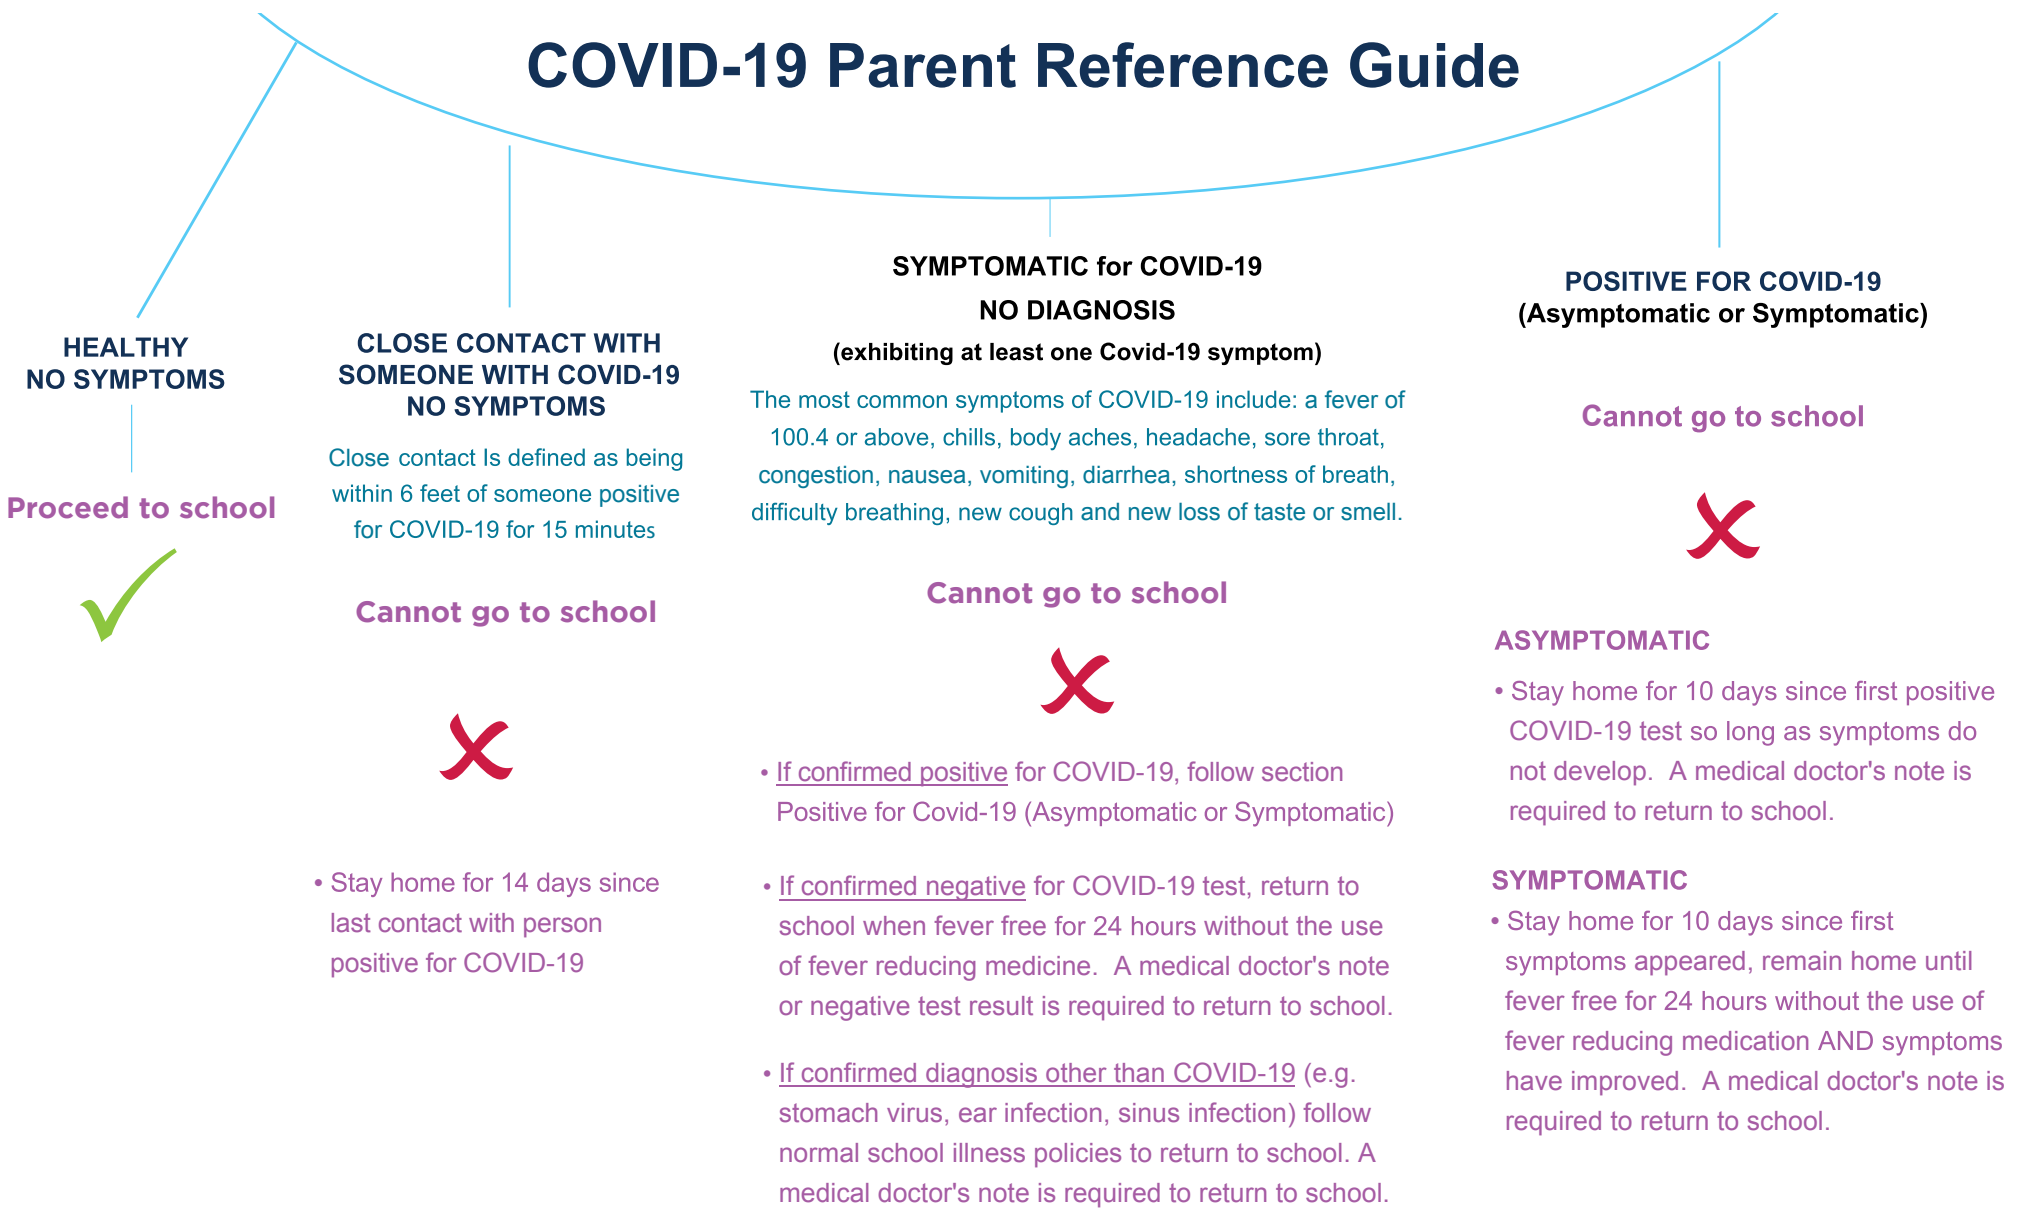 COVID-19 Parent Reference Guide
HEALTHY
NO SYMPTOMS
Proceed to school
CLOSE CONTACT WITH
SOMEONE WITH COVID-19
NO SYMPTOMS
Close contact Is defined as being
within 6 feet of someone positive
for COVID-19 for 15 minutes
Cannot go to school
• Stay home for 14 days since
last contact with person
positive for COVID-19
SYMPTOMATIC for COVID-19
NO DIAGNOSIS
(exhibiting at least one Covid-19 symptom)
The most common symptoms of COVID-19 include: a fever of
100.4 or above, chills, body aches, headache, sore throat,
congestion, nausea, vomiting, diarrhea, shortness of breath,
difficulty breathing, new cough and new loss of taste or smell.
Cannot go to school
• If confirmed positive for COVID-19, follow section
Positive for Covid-19 (Asymptomatic or Symptomatic)
• If confirmed negative for COVID-19 test, return to
school when fever free for 24 hours without the use
of fever reducing medicine.  A medical doctor's note
or negative test result is required to return to school.
• If confirmed diagnosis other than COVID-19 (e.g.
stomach virus, ear infection, sinus infection) follow
normal school illness policies to return to school. A
medical doctor's note is required to return to school.
POSITIVE FOR COVID-19
(Asymptomatic or Symptomatic)
Cannot go to school
ASYMPTOMATIC
• Stay home for 10 days since first positive
COVID-19 test so long as symptoms do
not develop.  A medical doctor's note is
required to return to school.
SYMPTOMATIC
• Stay home for 10 days since first
symptoms appeared, remain home until
fever free for 24 hours without the use of
fever reducing medication AND symptoms
have improved.  A medical doctor's note is
required to return to school.